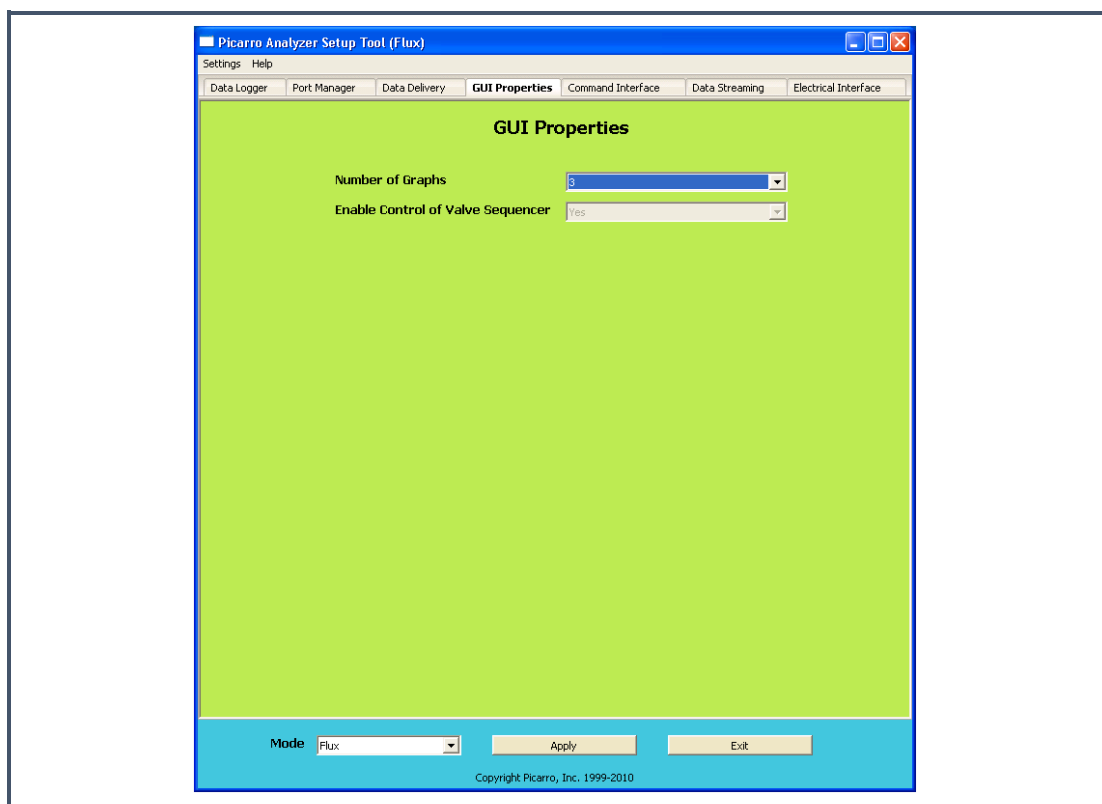 Picarro Analyzer Setup Tool (Flux)
Settings Help
Data Logger Port Manager Data Delivery GUI Properties Command Interface Data Streaming Electrical Interface
GUI Properties
Number of Graphs 3
Enable Control of Valve Sequencer Yes
Mode Flux Apply Exit
Copyright Picarro, Inc. 1999-2010